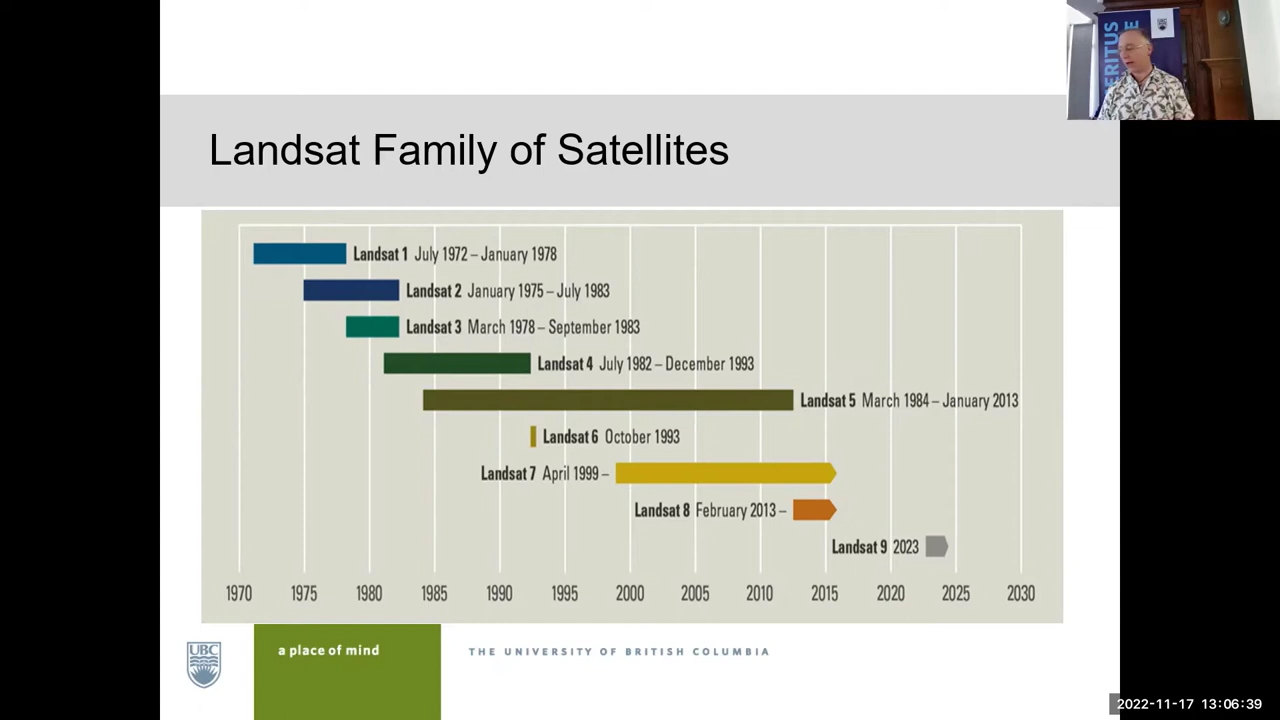 ERITUS
E
UBC
Landsat Family of Satellites
Landsat 1 July 1972 – January 1978
Landsat 2 January 1975 – July 1983
Landsat 3 March 1978 – September 1983
Landsat 4 July 1982 – December 1993
Landsat 5 March 1984 – January 2013
Landsat 6 October 1993
Landsat 7 April 1999 –
Landsat 8 February 2013 –
Landsat 9 2023
1970 1975 1980 1985 1990 1995 2000 2005 2010 2015 2020 2025 2030
UBC
a place of mind
THE UNIVERSITY OF BRITISH COLUMBIA
2022-11-17 13:06:39